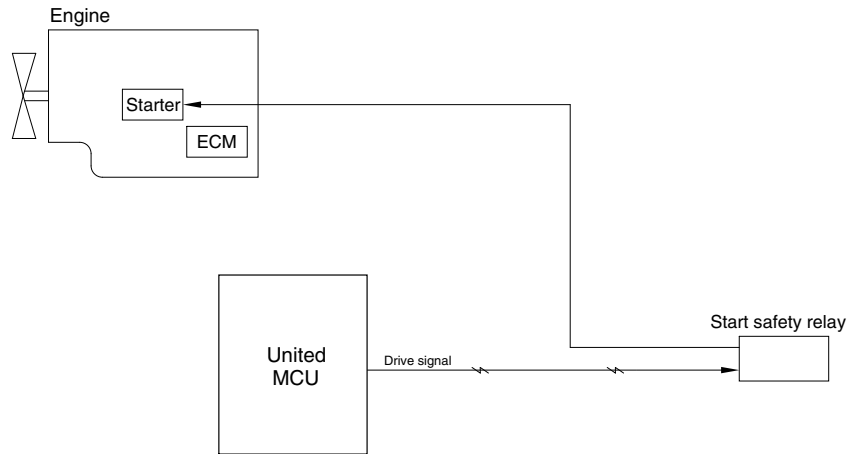 Engine
Starter
ECM
Start safety relay
United
MCU
Drive signal